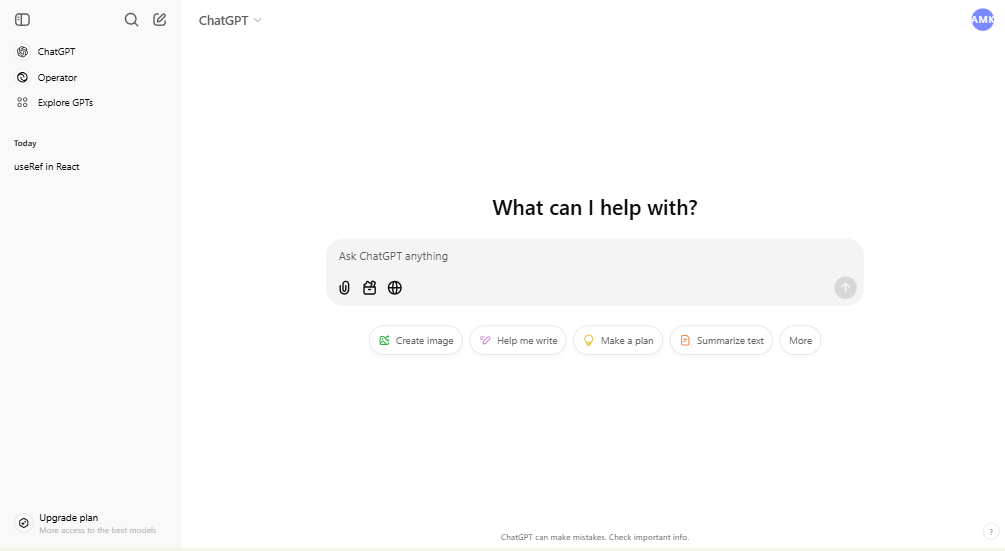 ChatGPT
AMK
ChatGPT
Operator
Explore GPTs
Today
useRef in React
What can I help with?
Ask ChatGPT anything
Create image
Help me write
Make a plan
Summarize text
More
Upgrade plan
More access to the best models
ChatGPT can make mistakes. Check important info.
?